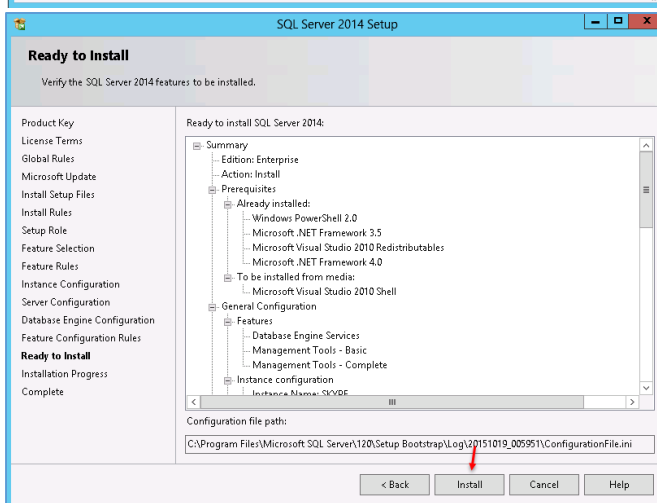 SQL Server 2014 Setup
Ready to Install
Verify the SQL Server 2014 features to be installed.
Product Key
License Terms
Global Rules
Microsoft Update
Install Setup Files
Install Rules
Setup Role
Feature Selection
Feature Rules
Instance Configuration
Server Configuration
Database Engine Configuration
Feature Configuration Rules
Ready to Install
Installation Progress
Complete
Ready to install SQL Server 2014:
Summary
Edition: Enterprise
Action: Install
Prerequisites
Already installed:
Windows PowerShell 2.0
Microsoft .NET Framework 3.5
Microsoft Visual Studio 2010 Redistributables
Microsoft .NET Framework 4.0
To be installed from media:
Microsoft Visual Studio 2010 Shell
General Configuration
Features
Database Engine Services
Management Tools - Basic
Management Tools - Complete
Instance configuration
Instance Name: SKYPE
Configuration file path:
C:\Program Files\Microsoft SQL Server\120\Setup Bootstrap\Log\20151019_005951\ConfigurationFile.ini
< Back
Install
Cancel
Help